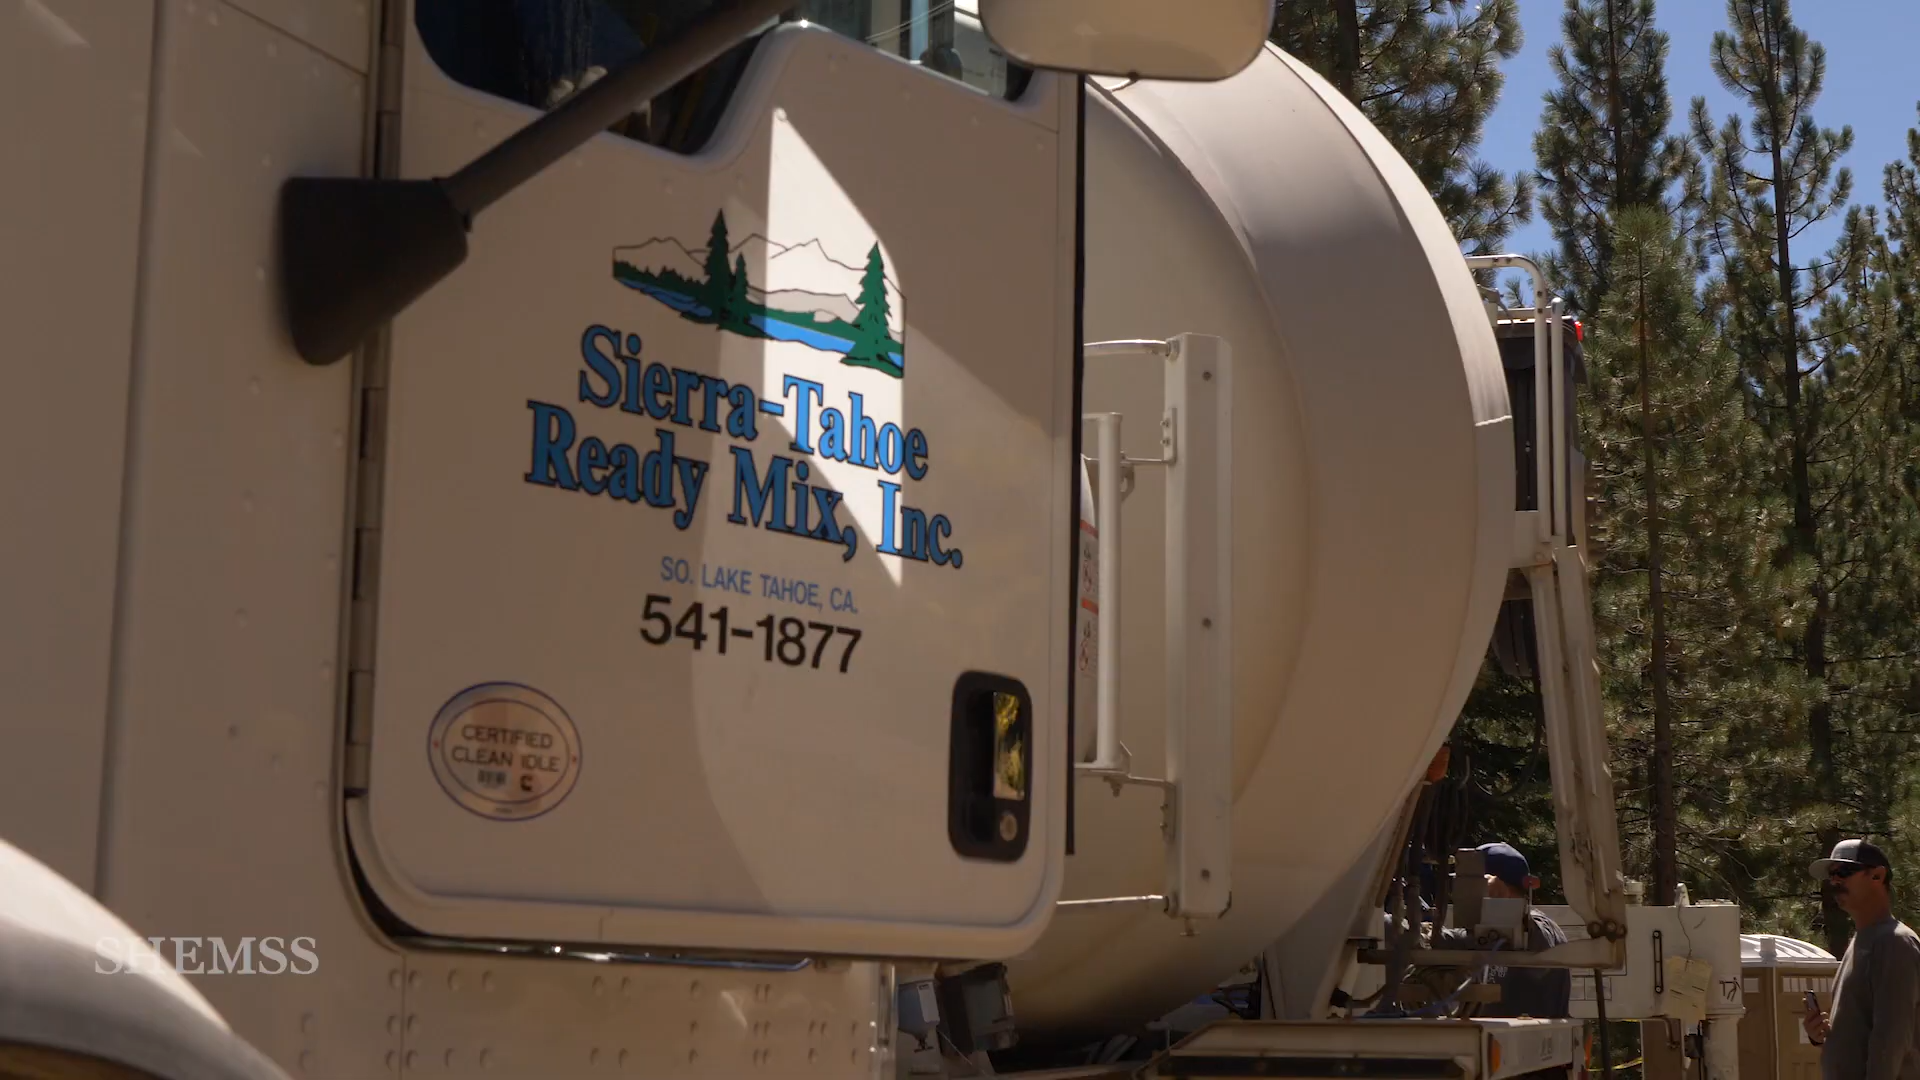 Sierra-Tahoe
Ready Mix, Inc.
SO. LAKE TAHOE, CA.
541-1877
CERTIFIED
CLEAN IDLE
SHEMSS